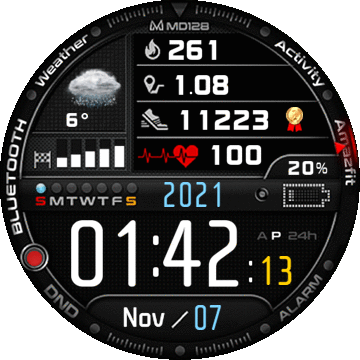 MD128
Weather
Activity
261
1.08
6°
11223
100
BLUETOOTH
Amazfit
20%
SMTWTFS
2021
01:42:13
A P 24h
DND
Nov / 07
ALARM